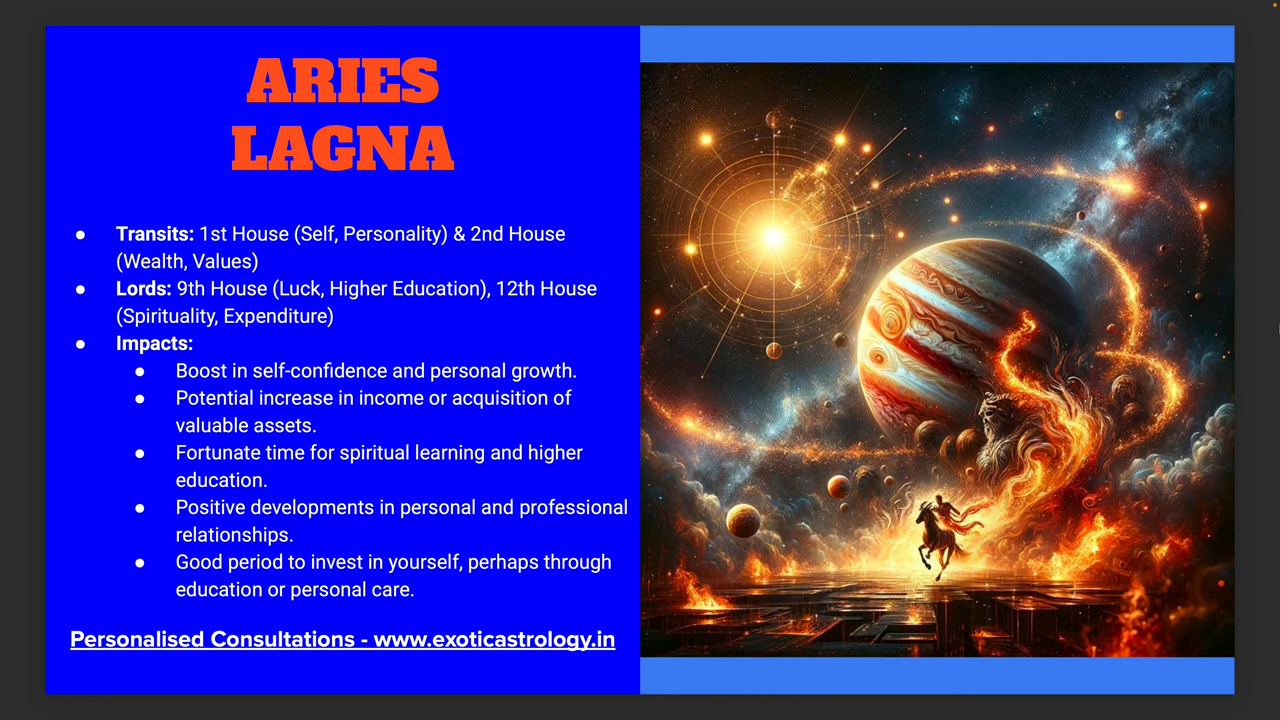 ARIES
LAGNA
● Transits: 1st House (Self, Personality) & 2nd House
(Wealth, Values)
● Lords: 9th House (Luck, Higher Education), 12th House
(Spirituality, Expenditure)
● Impacts:
● Boost in self-confidence and personal growth.
● Potential increase in income or acquisition of
valuable assets.
● Fortunate time for spiritual learning and higher
education.
● Positive developments in personal and professional
relationships.
● Good period to invest in yourself, perhaps through
education or personal care.
Personalised Consultations - www.exoticastrology.in